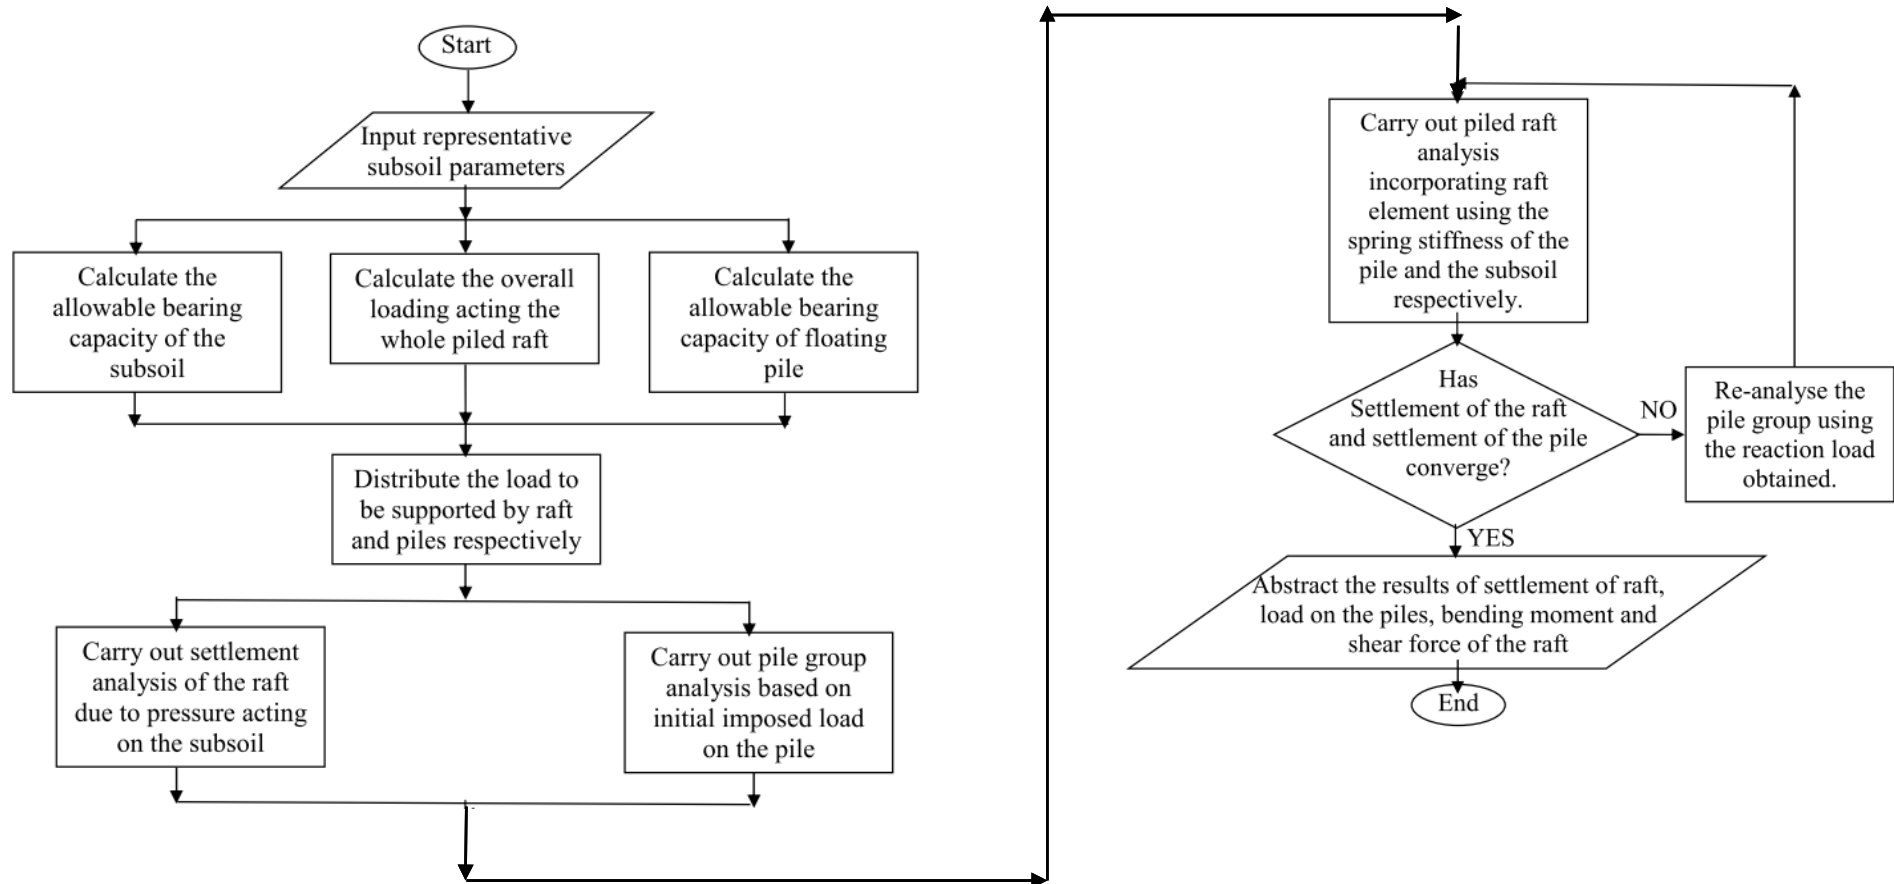 Start
Input representative
subsoil parameters
Calculate the
allowable bearing
capacity of the
subsoil
Calculate the overall
loading acting the
whole piled raft
Calculate the
allowable bearing
capacity of floating
pile
Distribute the load to
be supported by raft
and piles respectively
Carry out settlement
analysis of the raft
due to pressure acting
on the subsoil
Carry out pile group
analysis based on
initial imposed load
on the pile
Carry out piled raft
analysis
incorporating raft
element using the
spring stiffness of the
pile and the subsoil
respectively.
Has
Settlement of the raft
and settlement of the pile
converge?
NO
Re-analyse the
pile group using
the reaction load
obtained.
YES
Abstract the results of settlement of raft,
load on the piles, bending moment and
shear force of the raft
End